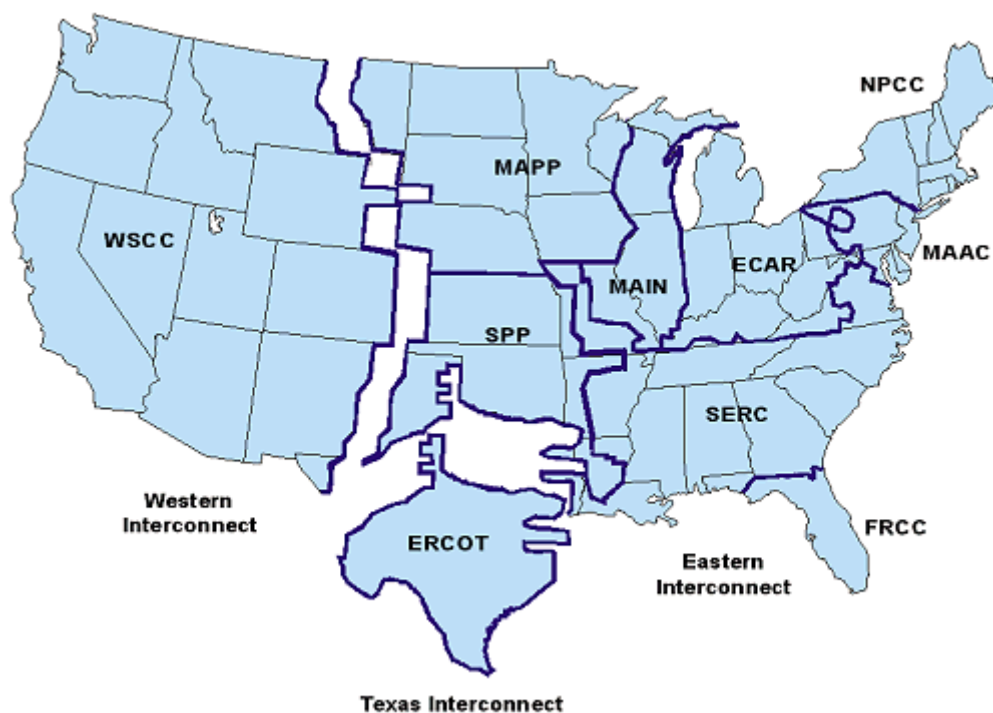 NPCC
MAPP
WSCC
MAAC
ECAR
MAIN
SPP
SERC
Western
Interconnect
FRCC
ERCOT
Eastern
Interconnect
Texas Interconnect